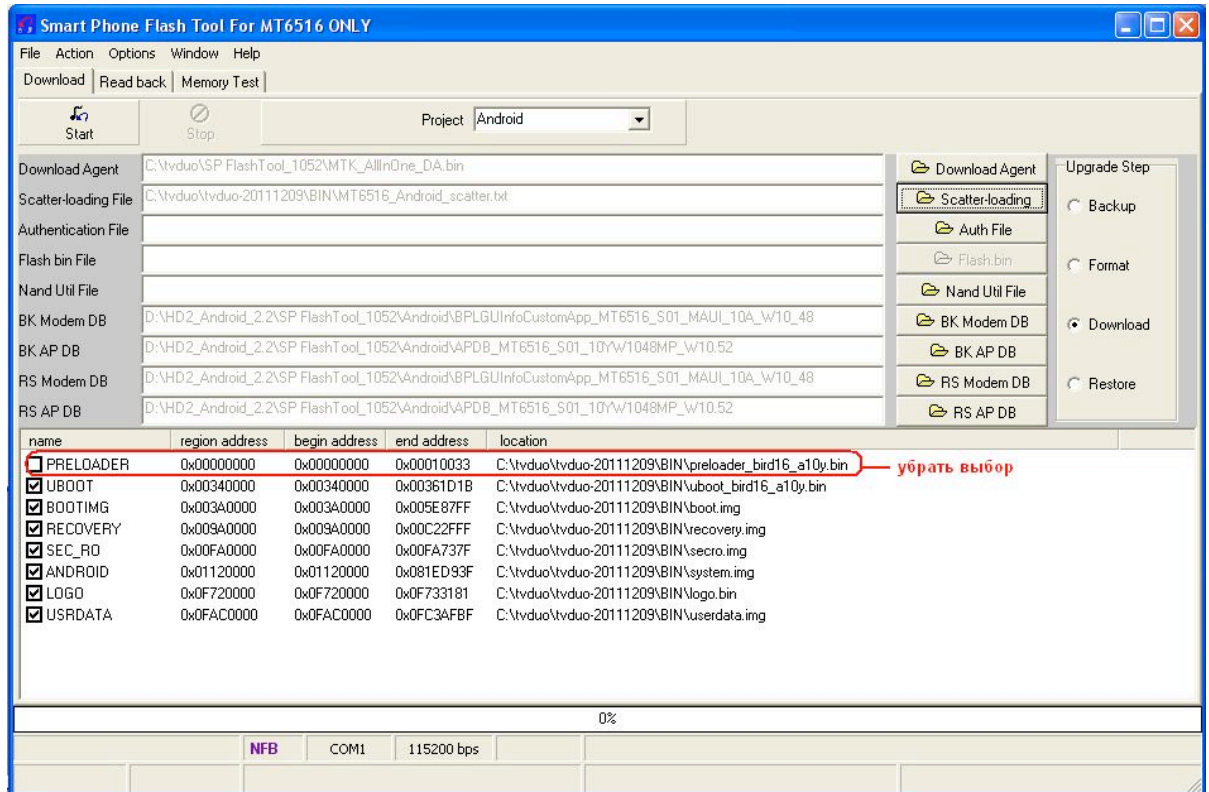 Smart Phone Flash Tool For MT6516 ONLY
File Action Options Window Help
Download Read back Memory Test
Start Stop Project Android
Download Agent C:\tvduo\SP FlashTool_1052\MTK_AllInOne_DA.bin Download Agent Upgrade Step
Scatter-loading File C:\tvduo\tvduo-20111209\BIN\MT6516_Android_scatter.txt Scatter-loading Backup
Authentication File Auth File
Flash bin File Flash.bin Format
Nand Util File Nand Util File
BK Modem DB D:\HD2_Android_2.2\SP FlashTool_1052\Android\BPLGUInfoCustomApp_MT6516_S01_MAUI_10A_W10_48 BK Modem DB Download
BK AP DB D:\HD2_Android_2.2\SP FlashTool_1052\Android\APDB_MT6516_S01_10YW1048MP_W10.52 BK AP DB
RS Modem DB D:\HD2_Android_2.2\SP FlashTool_1052\Android\BPLGUInfoCustomApp_MT6516_S01_MAUI_10A_W10_48 RS Modem DB Restore
RS AP DB D:\HD2_Android_2.2\SP FlashTool_1052\Android\APDB_MT6516_S01_10YW1048MP_W10.52 RS AP DB
name region address begin address end address location
PRELOADER 0x00000000 0x00000000 0x00010033 C:\tvduo\tvduo-20111209\BIN\preloader_bird16_a10y.bin убрать выбор
UBOOT 0x00340000 0x00340000 0x00361D1B C:\tvduo\tvduo-20111209\BIN\uboot_bird16_a10y.bin
BOOTIMG 0x003A0000 0x003A0000 0x005E87FF C:\tvduo\tvduo-20111209\BIN\boot.img
RECOVERY 0x009A0000 0x009A0000 0x00C22FFF C:\tvduo\tvduo-20111209\BIN\recovery.img
SEC_RO 0x00FA0000 0x00FA0000 0x00FA737F C:\tvduo\tvduo-20111209\BIN\secro.img
ANDROID 0x01120000 0x01120000 0x081ED93F C:\tvduo\tvduo-20111209\BIN\system.img
LOGO 0x0F720000 0x0F720000 0x0F733181 C:\tvduo\tvduo-20111209\BIN\logo.bin
USRDATA 0x0FAC0000 0x0FAC0000 0x0FC3AFBF C:\tvduo\tvduo-20111209\BIN\userdata.img
0%
NFB COM1 115200 bps